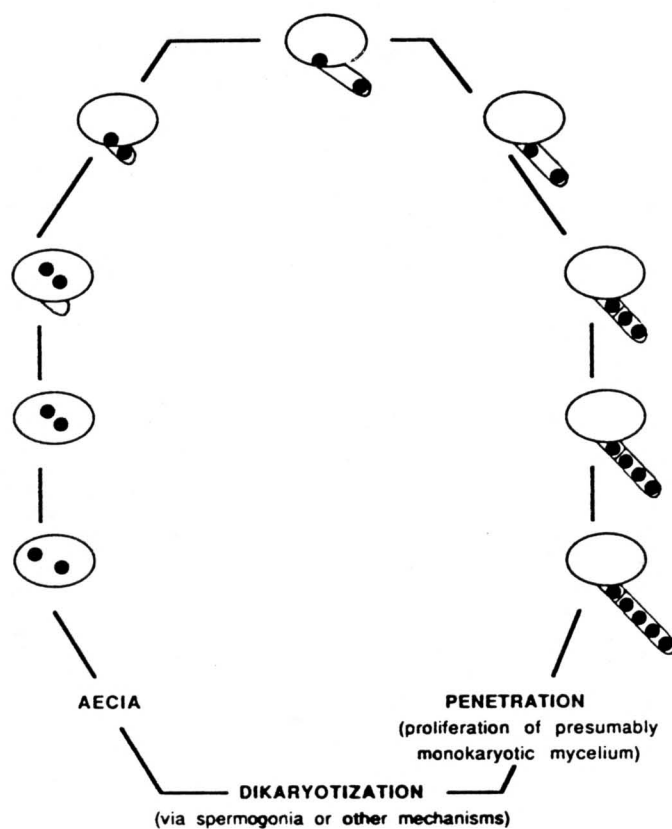 AECIA
PENETRATION
(proliferation of presumably
monokaryotic mycelium)
DIKARYOTIZATION
(via spermogonia or other mechanisms)